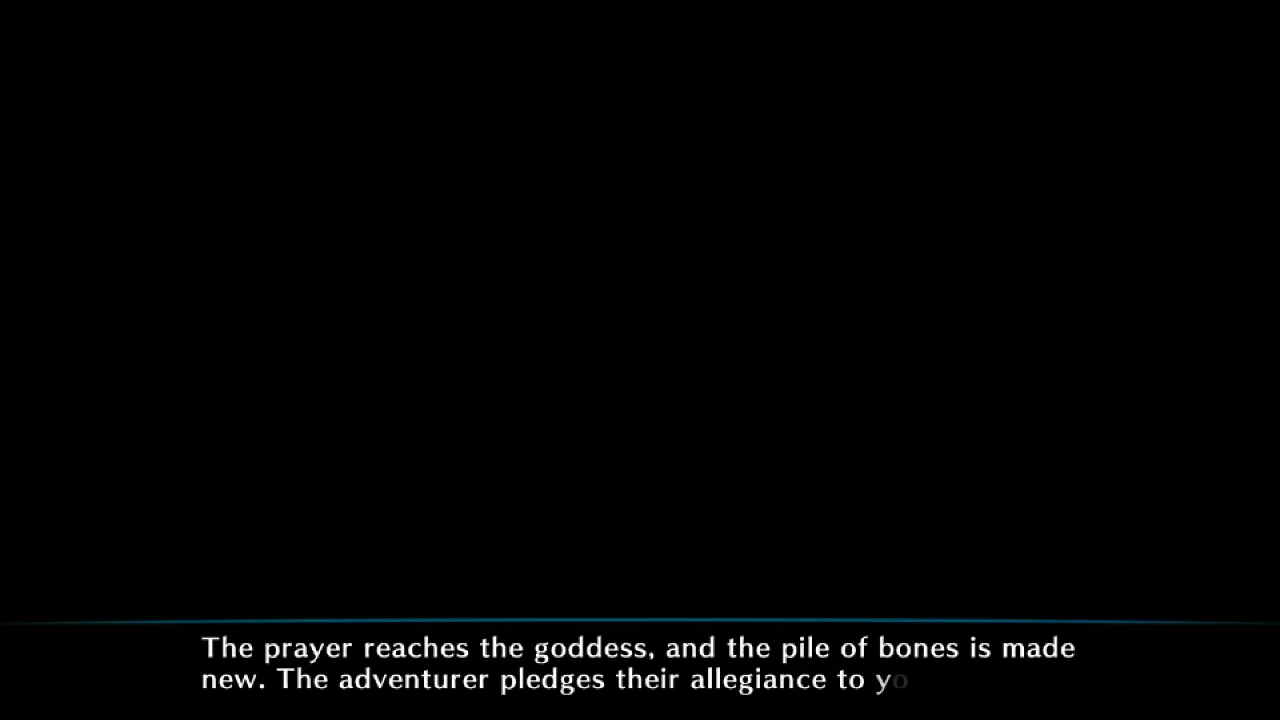 The prayer reaches the goddess, and the pile of bones is made
new. The adventurer pledges their allegiance to yo